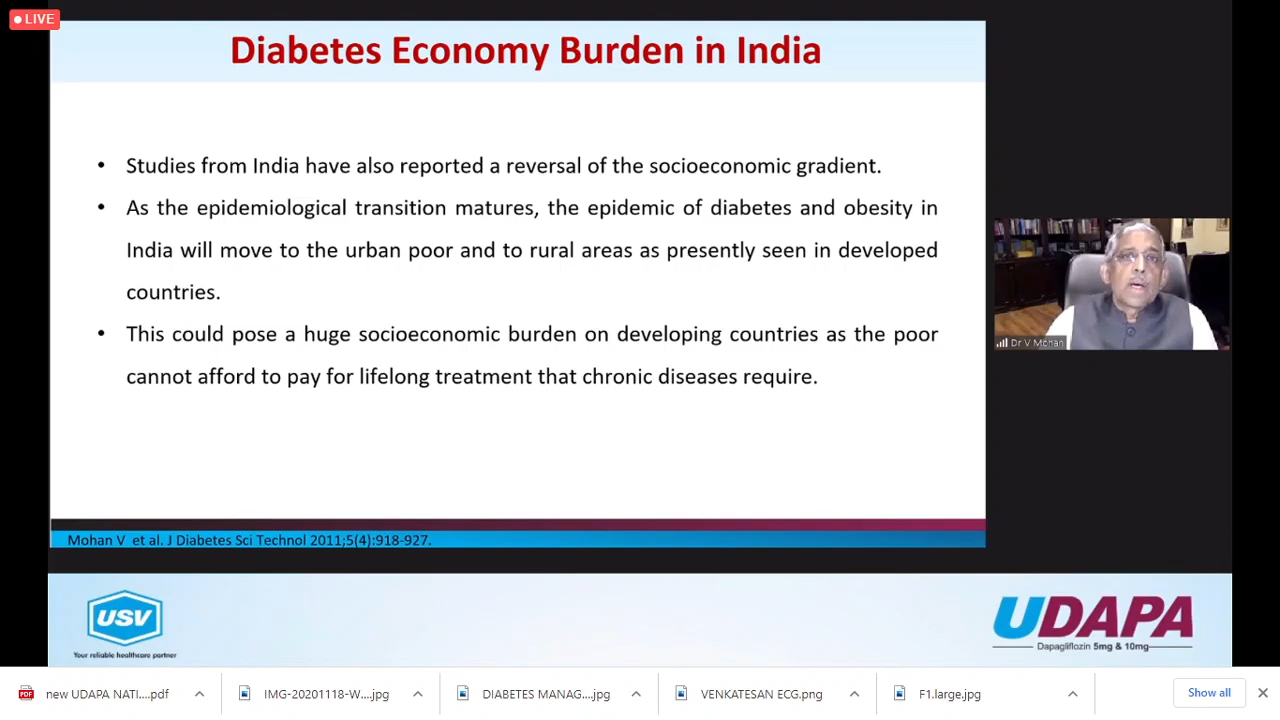 LIVE
Diabetes Economy Burden in India
• Studies from India have also reported a reversal of the socioeconomic gradient.
• As the epidemiological transition matures, the epidemic of diabetes and obesity in
India will move to the urban poor and to rural areas as presently seen in developed
countries.
• This could pose a huge socioeconomic burden on developing countries as the poor
cannot afford to pay for lifelong treatment that chronic diseases require.
Dr V Mohan
Mohan V et al. J Diabetes Sci Technol 2011;5(4):918-927.
USV
Your reliable healthcare partner
UDAPA
Dapagliflozin 5mg & 10mg
PDF new UDAPA NATI....pdf
IMG-20201118-W....jpg
DIABETES MANAG....jpg
VENKATESAN ECG.png
F1.large.jpg
Show all